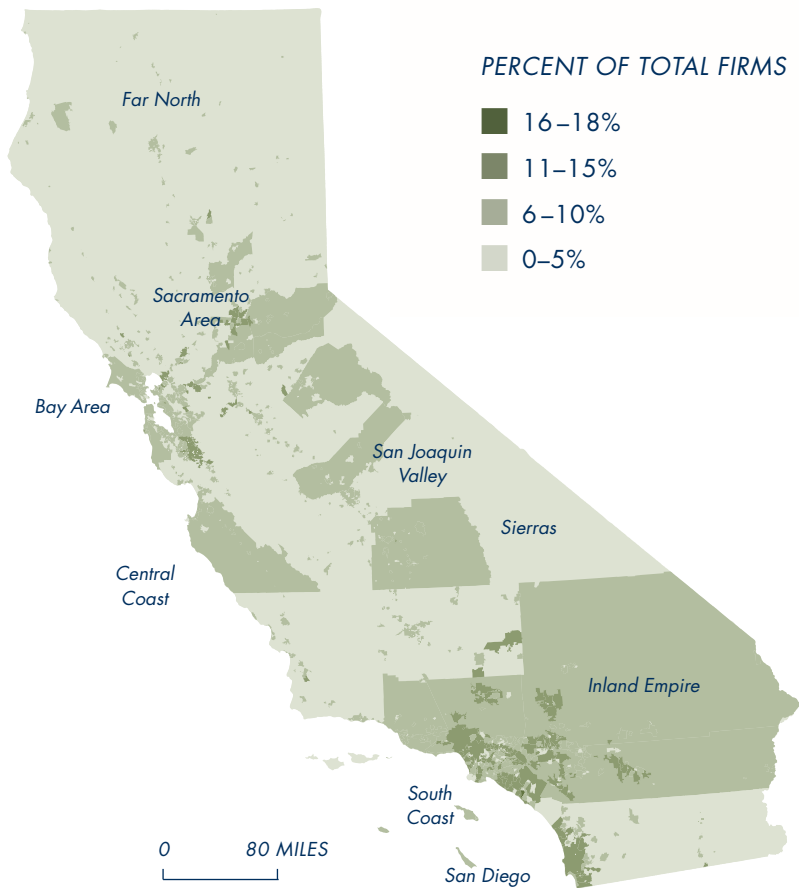 PERCENT OF TOTAL FIRMS
16–18%
11–15%
6–10%
0–5%
Far North
Sacramento
Area
Bay Area
San Joaquin
Valley
Sierras
Central
Coast
Inland Empire
South
Coast
0 80 MILES
San Diego